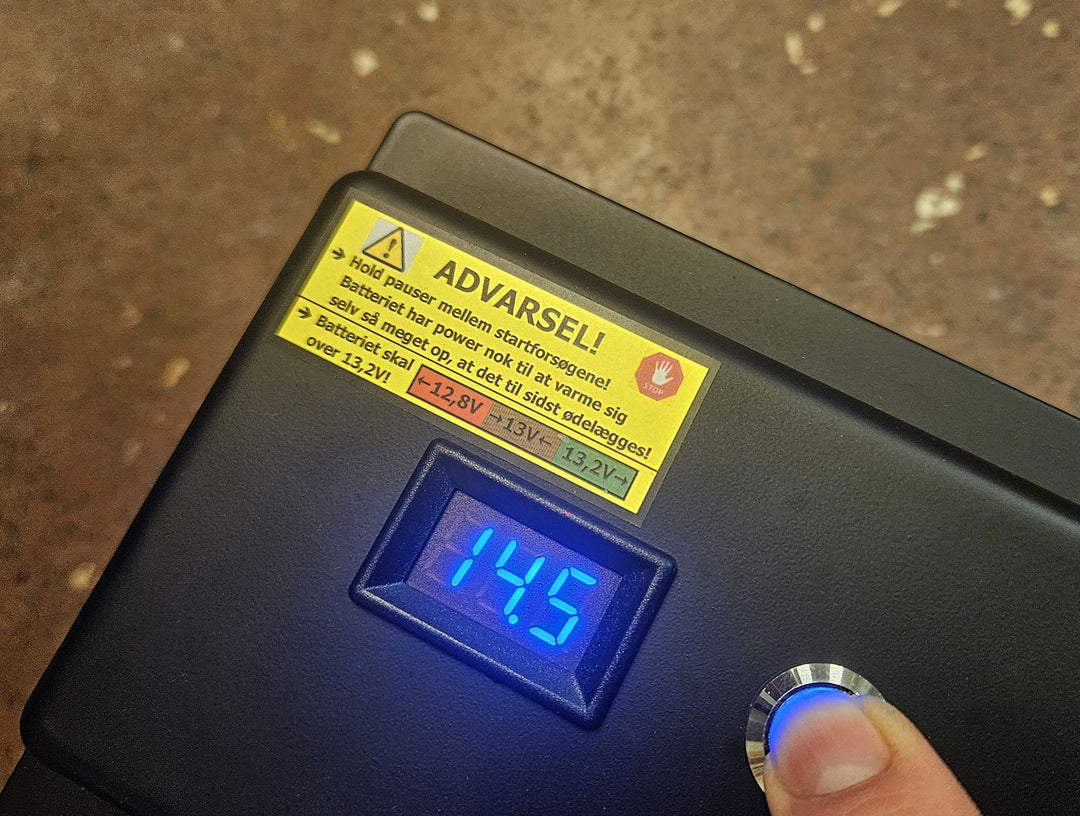 ADVARSEL!
→ Hold pauser mellem startforsøgene!
Batteriet har power nok til at varme sig
selv så meget op, at det til sidst ødelægges!
STOP
→ Batteriet skal
over 13,2V!
←12,8V →13V← 13,2V→
14.5